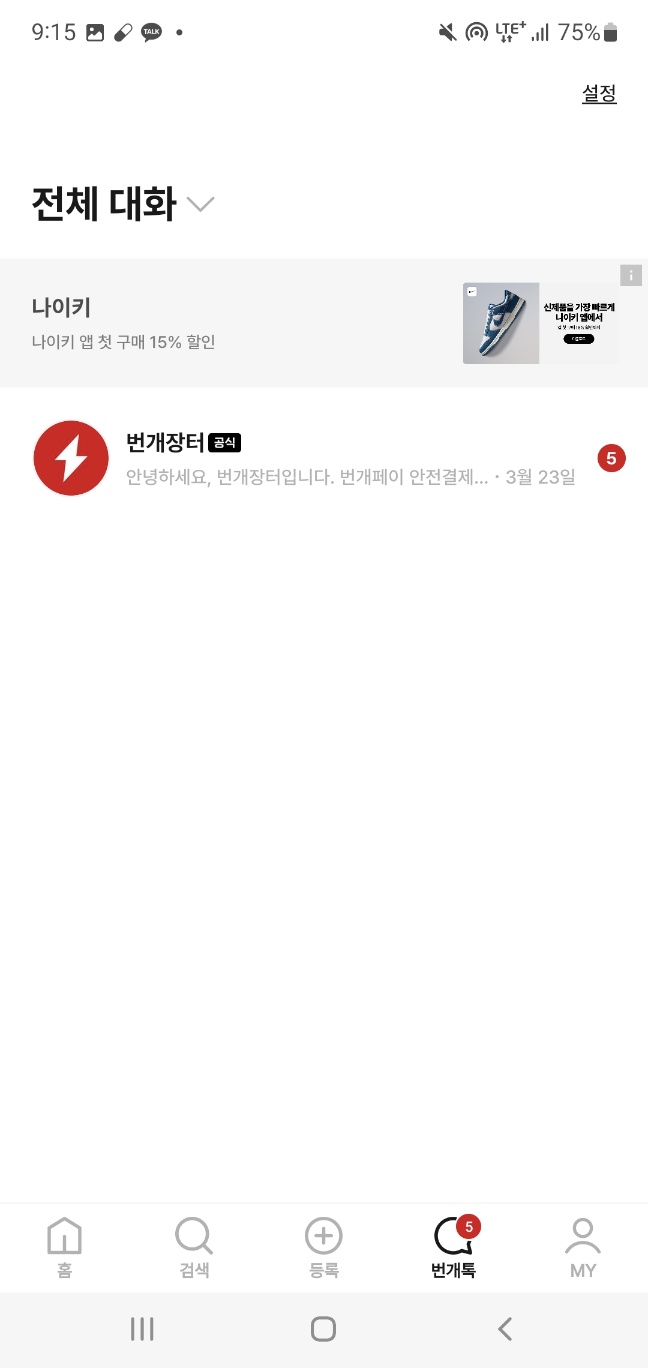 9:15 TALK LTE+ 75%
설정
전체 대화
나이키
나이키 앱 첫 구매 15% 할인
신제품을 가장 빠르게
나이키 앱에서
번개장터 공식
안녕하세요, 번개장터입니다. 번개페이 안전결제... · 3월 23일
5
5
홈 검색 등록 번개톡 MY